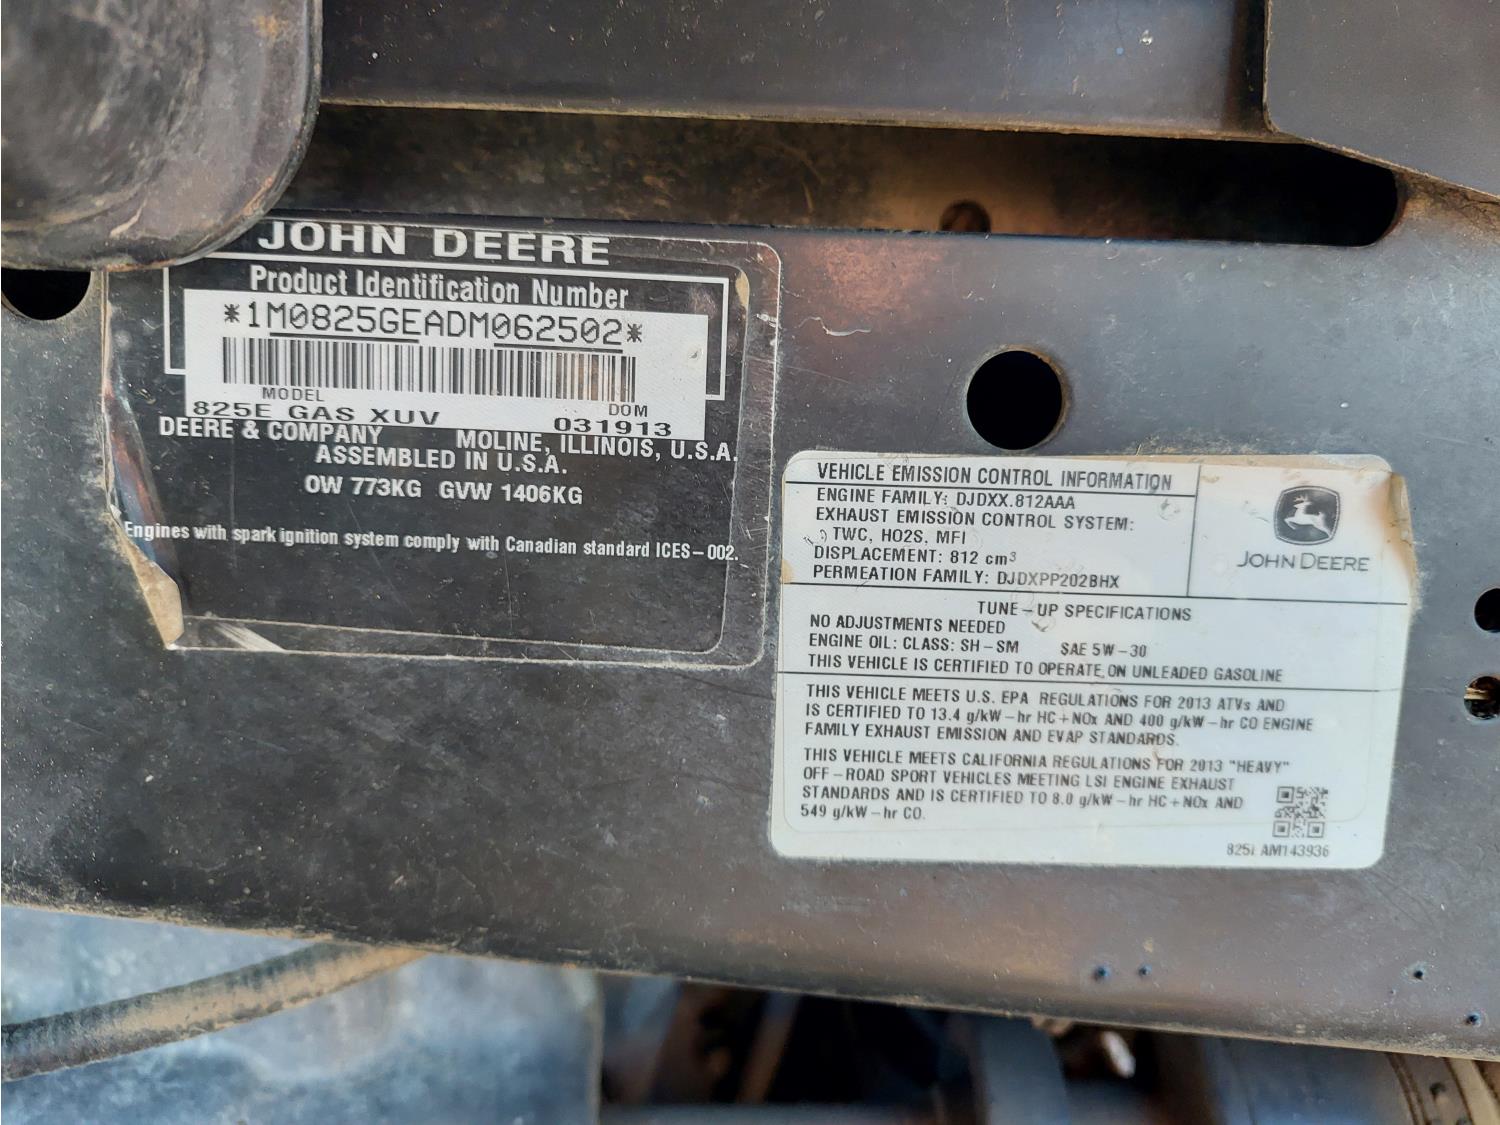 JOHN DEERE
Product Identification Number
*1M0825GEADM062502*
MODEL
DOM
825E GAS XUV
031913
DEERE & COMPANY MOLINE, ILLINOIS, U.S.A.
ASSEMBLED IN U.S.A.
OW 773KG GVW 1406KG
Engines with spark ignition system comply with Canadian standard ICES-002.
VEHICLE EMISSION CONTROL INFORMATION
ENGINE FAMILY: DJDXX.812AAA
EXHAUST EMISSION CONTROL SYSTEM:
TWC, HO2S, MFI
DISPLACEMENT: 812 cm³
PERMEATION FAMILY: DJDXPP202BHX
JOHN DEERE
TUNE-UP SPECIFICATIONS
NO ADJUSTMENTS NEEDED
ENGINE OIL: CLASS: SH-SM SAE 5W-30
THIS VEHICLE IS CERTIFIED TO OPERATE ON UNLEADED GASOLINE
THIS VEHICLE MEETS U.S. EPA REGULATIONS FOR 2013 ATVs AND
IS CERTIFIED TO 13.4 g/kW-hr HC+NOx AND 400 g/kW-hr CO ENGINE
FAMILY EXHAUST EMISSION AND EVAP STANDARDS.
THIS VEHICLE MEETS CALIFORNIA REGULATIONS FOR 2013 "HEAVY"
OFF-ROAD SPORT VEHICLES MEETING LSI ENGINE EXHAUST
STANDARDS AND IS CERTIFIED TO 8.0 g/kW-hr HC+NOx AND
549 g/kW-hr CO.
AM143936